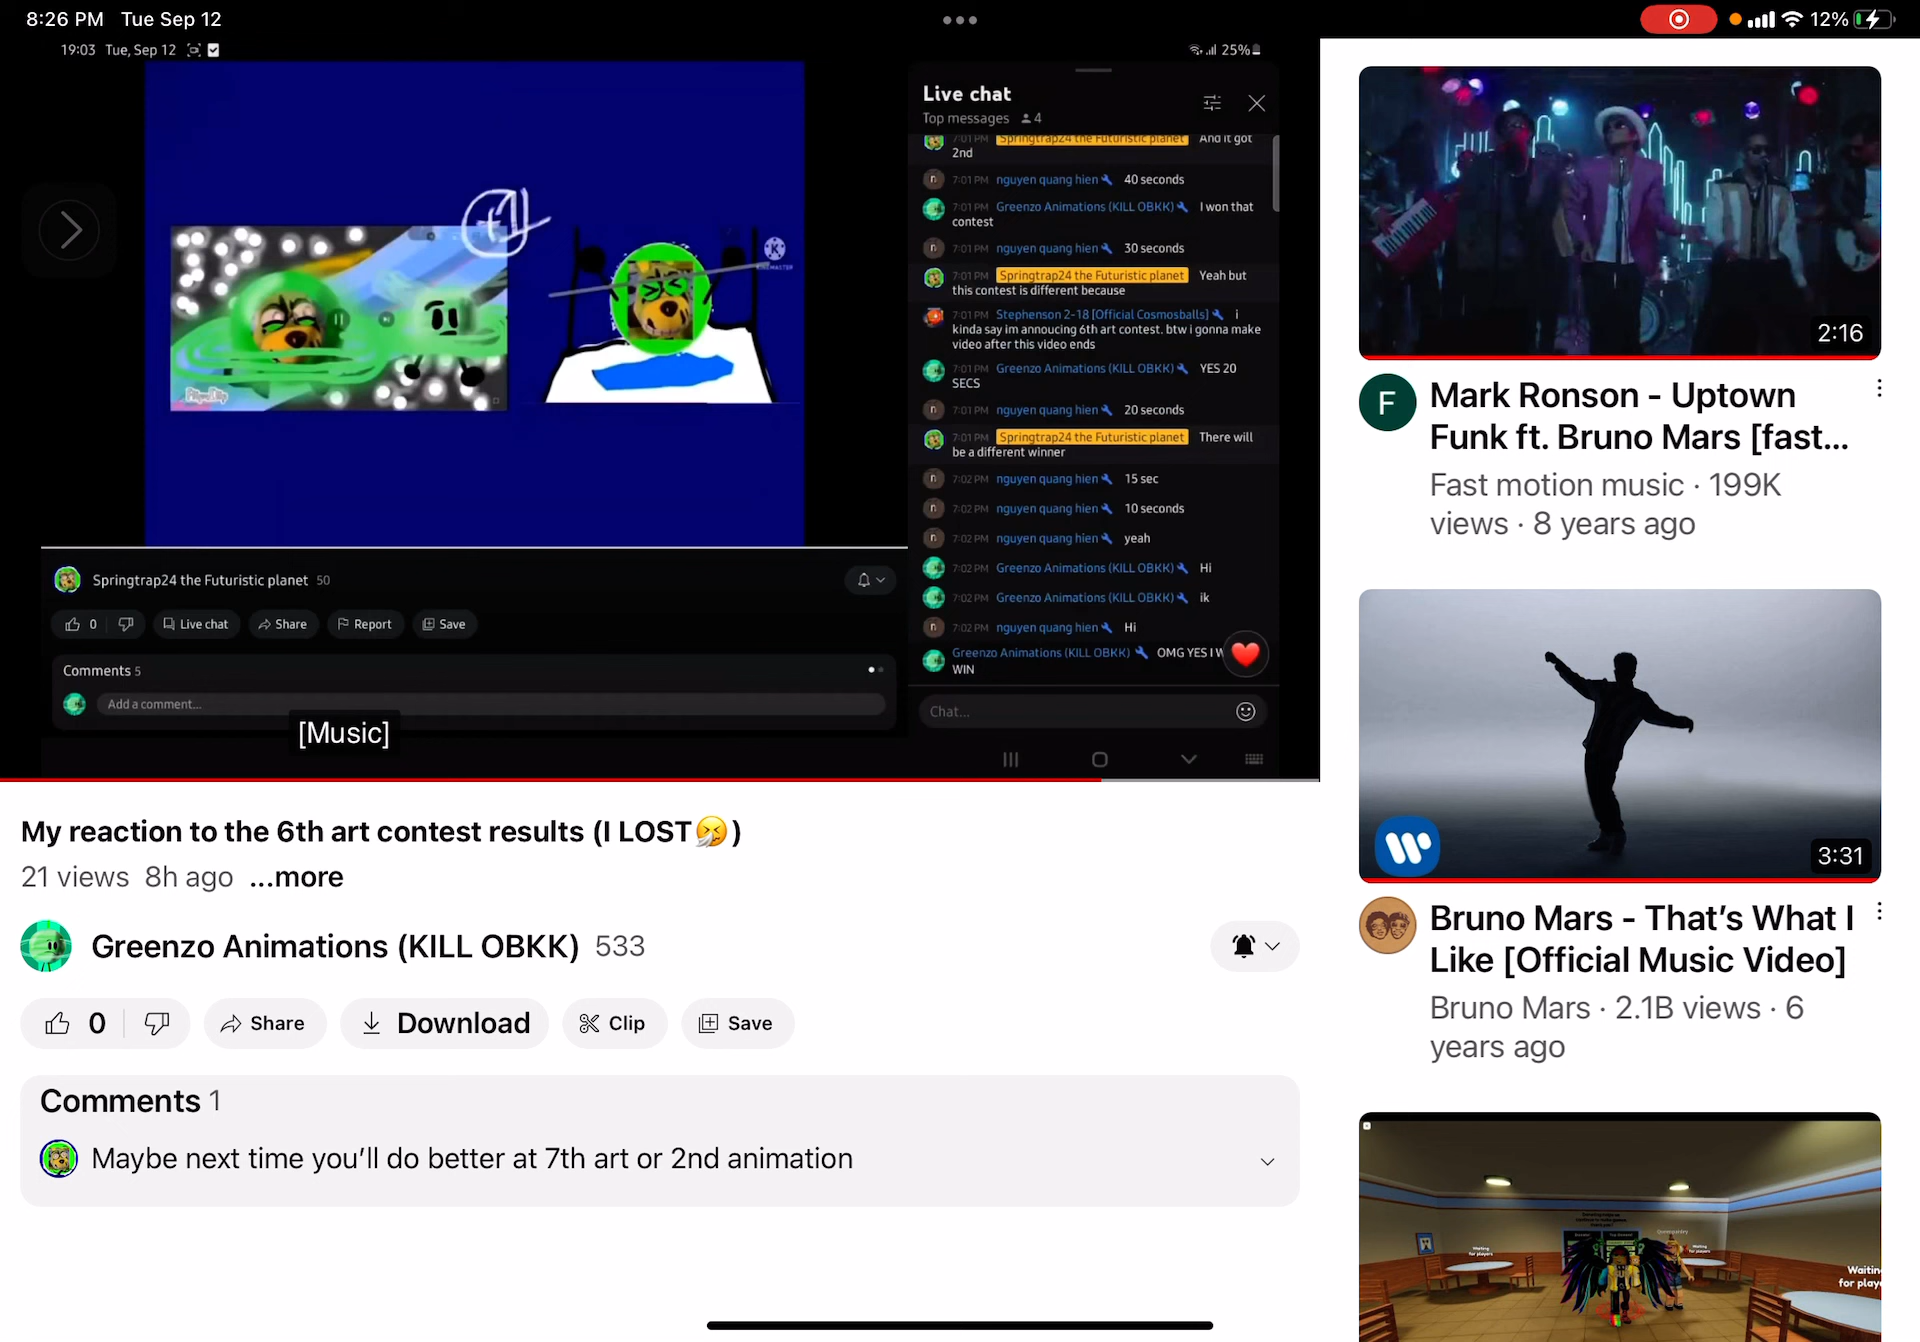 8:26 PM Tue Sep 12
12%
19:03 Tue, Sep 12
25%
KINEMASTER
Live chat
Top messages 4
7:01 PM Springtrap24 the Futuristic planet And it got
2nd
7:01 PM nguyen quang hien 40 seconds
7:01 PM Greenzo Animations (KILL OBKK) I won that
contest
7:01 PM nguyen quang hien 30 seconds
7:01 PM Springtrap24 the Futuristic planet Yeah but
this contest is different because
7:01 PM Stephenson 2-18 [Official Cosmosballs] i
kinda say im annoucing 6th art contest. btw i gonna make
video after this video ends
7:01 PM Greenzo Animations (KILL OBKK) YES 20
SECS
7:01 PM nguyen quang hien 20 seconds
7:01 PM Springtrap24 the Futuristic planet There will
be a different winner
7:02 PM nguyen quang hien 15 sec
7:02 PM nguyen quang hien 10 seconds
7:02 PM nguyen quang hien yeah
7:02 PM Greenzo Animations (KILL OBKK) Hi
7:02 PM Greenzo Animations (KILL OBKK) ik
7:02 PM nguyen quang hien Hi
Greenzo Animations (KILL OBKK) OMG YES I W
WIN
Chat...
Springtrap24 the Futuristic planet 50
0 Live chat Share Report Save
Comments 5
Add a comment...
[Music]
My reaction to the 6th art contest results (I LOST🤧)
21 views 8h ago ...more
Greenzo Animations (KILL OBKK) 533
0 Share Download Clip Save
Comments 1
Maybe next time you'll do better at 7th art or 2nd animation
2:16
F
Mark Ronson - Uptown
Funk ft. Bruno Mars [fast...
Fast motion music · 199K
views · 8 years ago
3:31
Bruno Mars - That's What I
Like [Official Music Video]
Bruno Mars · 2.1B views · 6
years ago
Waiting
for players
Waiting
for players
Waitin
for playe